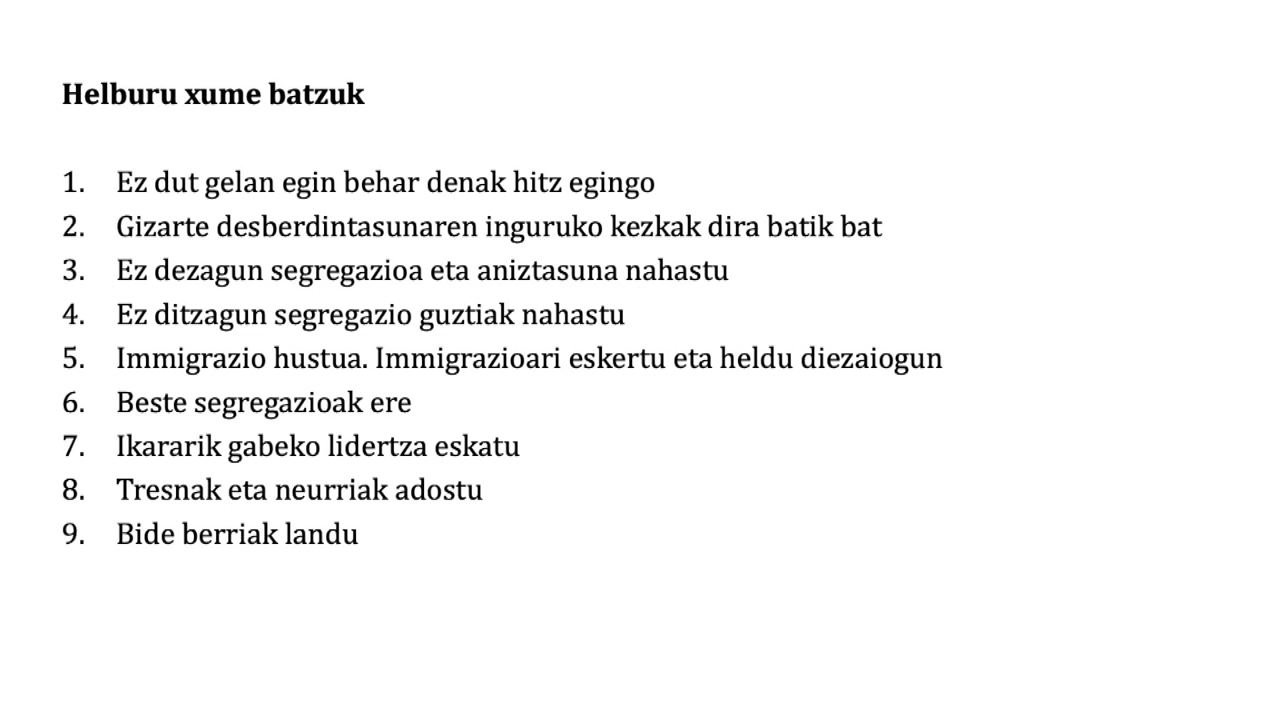 Helburu xume batzuk
1. Ez dut gelan egin behar denak hitz egingo
2. Gizarte desberdintasunaren inguruko kezkak dira batik bat
3. Ez dezagun segregazioa eta aniztasuna nahastu
4. Ez ditzagun segregazio guztiak nahastu
5. Immigrazio hustua. Immigrazioari eskertu eta heldu diezaiogun
6. Beste segregazioak ere
7. Ikararik gabeko lidertza eskatu
8. Tresnak eta neurriak adostu
9. Bide berriak landu